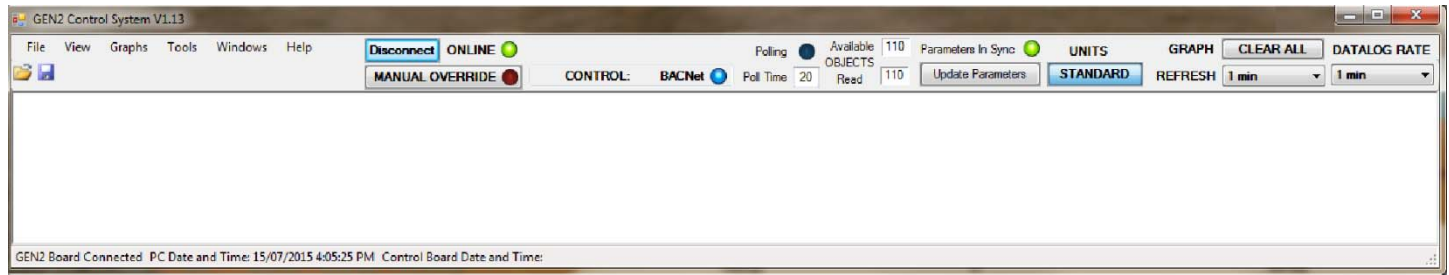 GEN2 Control System V1.13
File View Graphs Tools Windows Help Disconnect ONLINE Polling Available 110 Parameters In Sync UNITS GRAPH CLEAR ALL DATALOG RATE
OBJECTS
MANUAL OVERRIDE CONTROL: BACNet Poll Time 20 Read 110 Update Parameters STANDARD REFRESH 1 min 1 min
GEN2 Board Connected PC Date and Time: 15/07/2015 4:05:25 PM Control Board Date and Time: